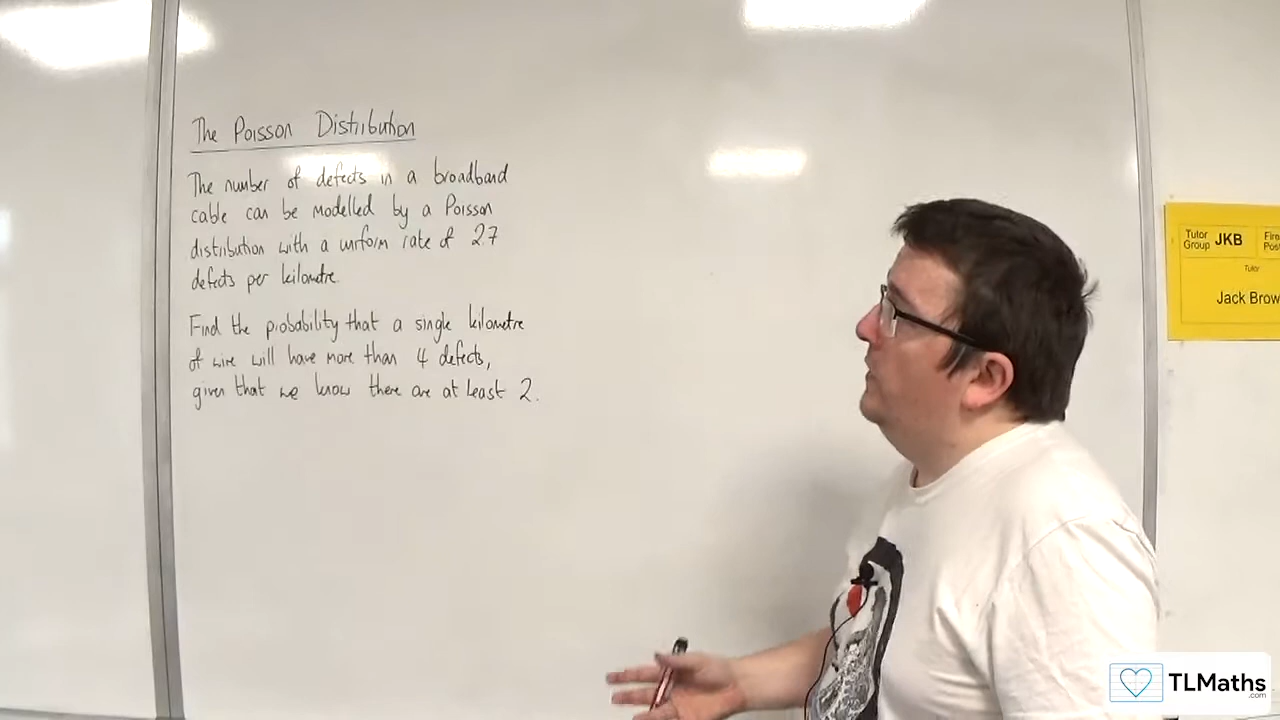 The Poisson Distribution
The number of defects in a broadband
cable can be modelled by a Poisson
distribution with a uniform rate of 2.7
defects per kilometre.
Find the probability that a single kilometre
of wire will have more than 4 defects,
given that we know there are at least 2.
Tutor
Group JKB
Fire
Tutor
Jack Brow
TLMaths
.com